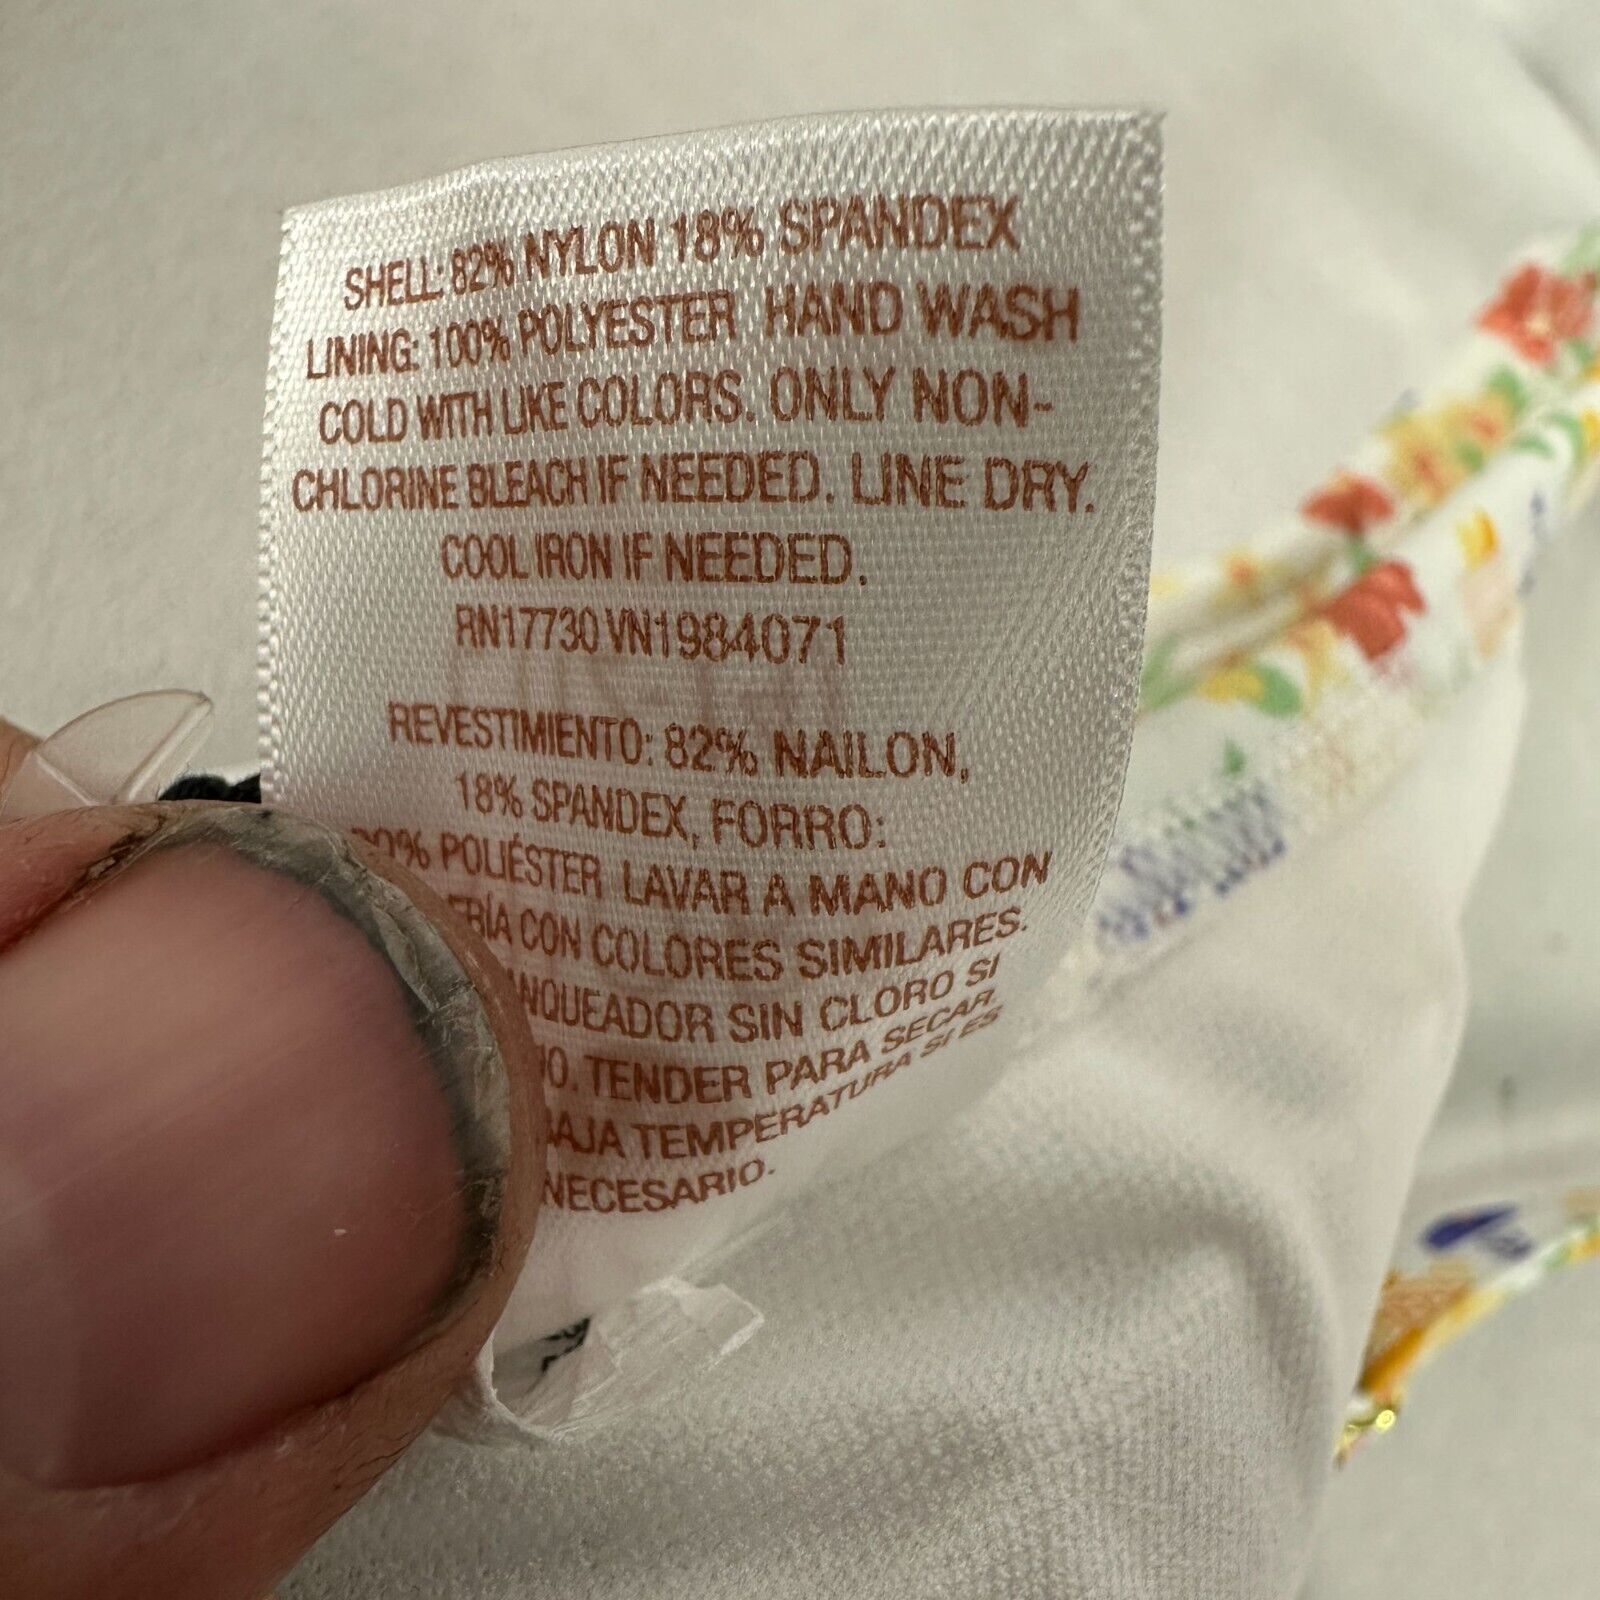 SHELL: 82% NYLON 18% SPANDEX
LINING: 100% POLYESTER HAND WASH
COLD WITH LIKE COLORS. ONLY NON-
CHLORINE BLEACH IF NEEDED. LINE DRY.
COOL IRON IF NEEDED.
RN17730 VN1984071
REVESTIMIENTO: 82% NAILON,
18% SPANDEX, FORRO:
POLIÉSTER LAVAR A MANO CON
CON COLORES SIMILARES.
SIN CLORO SI
TENDER PARA SECAR.
BAJA TEMPERATURA SI ES
NECESARIO.